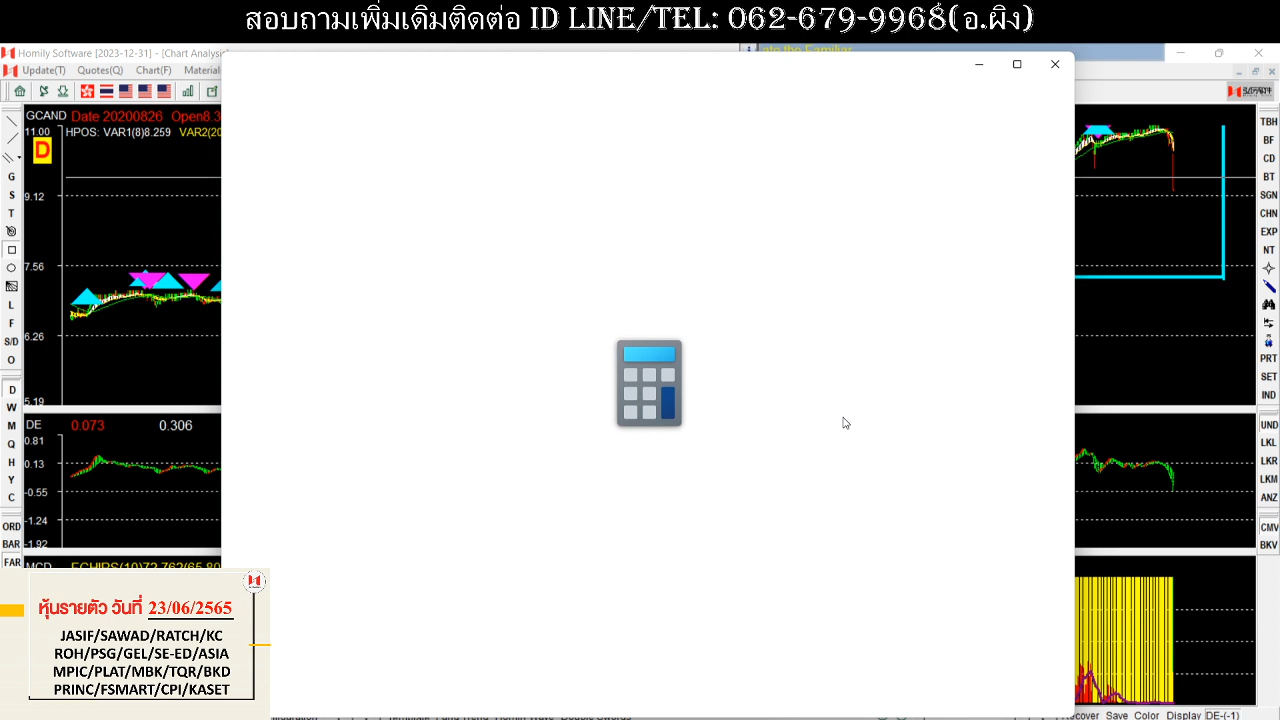 สอบถามเพิ่มเติมติดต่อ ID LINE/TEL: 062-679-9968(อ.ผิง)
Homily Software [2023-12-31] - [Chart Analysis
Update(T) Quotes(Q) Chart(F) Material
GCAND Date 20200826 Open8.3
11.00 HPOS: VAR1(8)8.259 VAR2(20
D
9.12
7.56
6.26
5.19
DE 0.073 0.306
0.81
0.13
-0.55
-1.24
-1.92
G
S
T
L
F
S/D
O
D
W
M
Q
H
Y
C
ORD
BAR
FAR
TBH
BF
CD
BT
SGN
CHN
EXP
NT
PRT
SET
IND
UND
LKL
LKR
LKM
ANZ
CMV
BKV
หุ้นรายตัว วันที่ 23/06/2565
JASIF/SAWAD/RATCH/KC
ROH/PSG/GEL/SE-ED/ASIA
MPIC/PLAT/MBK/TQR/BKD
PRINC/FSMART/CPI/KASET
Save Color Display DE-(-1)